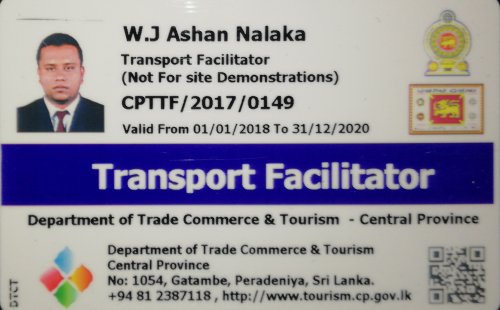 W.J Ashan Nalaka
Transport Facilitator
(Not For site Demonstrations)
CPTTF/2017/0149
Valid From 01/01/2018 To 31/12/2020
Transport Facilitator
Department of Trade Commerce & Tourism - Central Province
Department of Trade Commerce & Tourism
Central Province
No: 1054, Gatambe, Peradeniya, Sri Lanka.
+94 81 2387118 , http://www.tourism.cp.gov.lk
DTCT